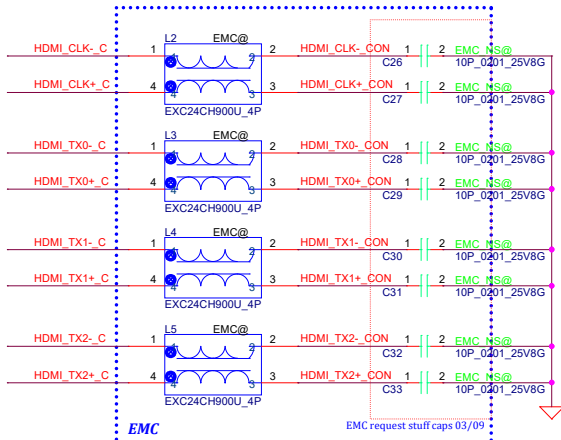 L2 EMC@
HDMI_CLK-_C 1 2 HDMI_CLK-_CON 1 2 EMC_NS@
C26 10P_0201_25V8G
HDMI_CLK+_C 4 3 HDMI_CLK+_CON 1 2 EMC_NS@
C27 10P_0201_25V8G
EXC24CH900U_4P
L3 EMC@
HDMI_TX0-_C 1 2 HDMI_TX0-_CON 1 2 EMC_NS@
C28 10P_0201_25V8G
HDMI_TX0+_C 4 3 HDMI_TX0+_CON 1 2 EMC_NS@
C29 10P_0201_25V8G
EXC24CH900U_4P
L4 EMC@
HDMI_TX1-_C 1 2 HDMI_TX1-_CON 1 2 EMC_NS@
C30 10P_0201_25V8G
HDMI_TX1+_C 4 3 HDMI_TX1+_CON 1 2 EMC_NS@
C31 10P_0201_25V8G
EXC24CH900U_4P
L5 EMC@
HDMI_TX2-_C 1 2 HDMI_TX2-_CON 1 2 EMC_NS@
C32 10P_0201_25V8G
HDMI_TX2+_C 4 3 HDMI_TX2+_CON 1 2 EMC_NS@
C33 10P_0201_25V8G
EXC24CH900U_4P
EMC EMC request stuff caps 03/09